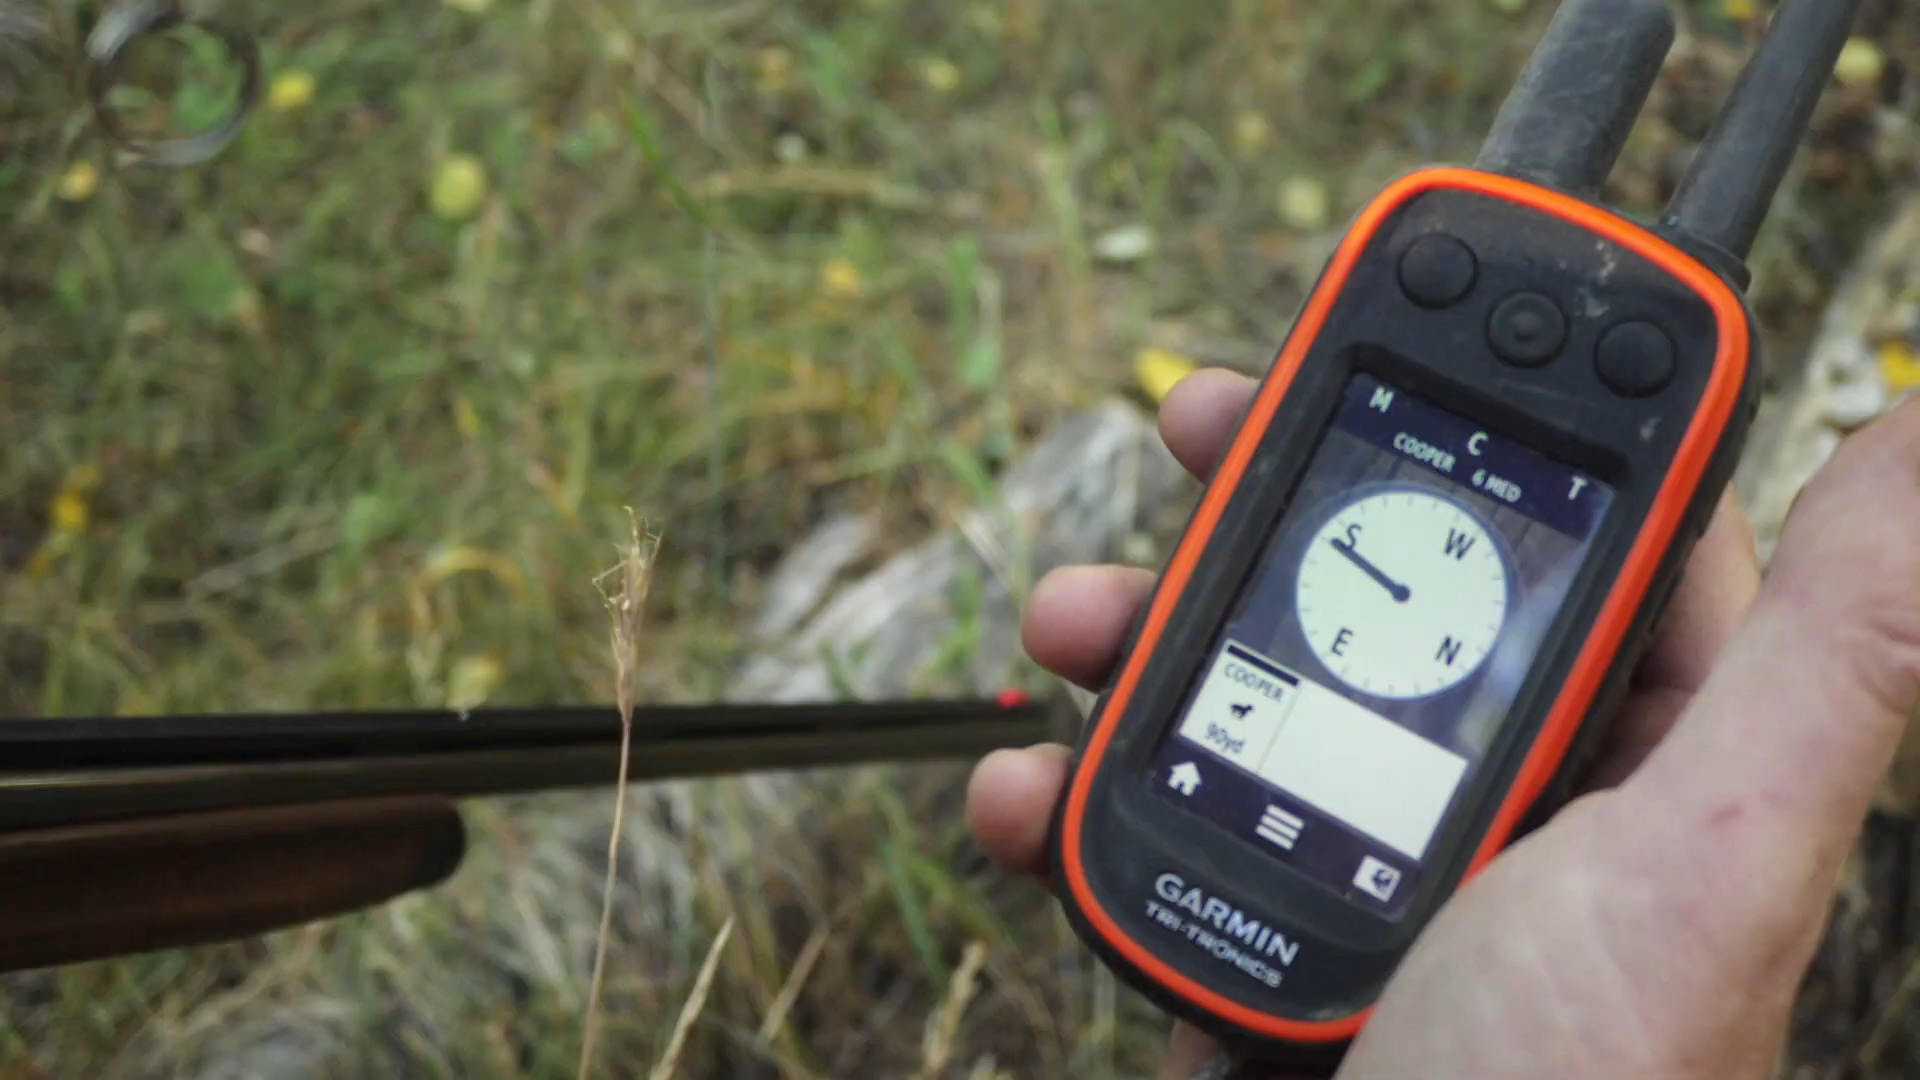 M C T
COOPER 6 MED
S W
E N
COOPER
90yd
GARMIN
TRI-TRONICS